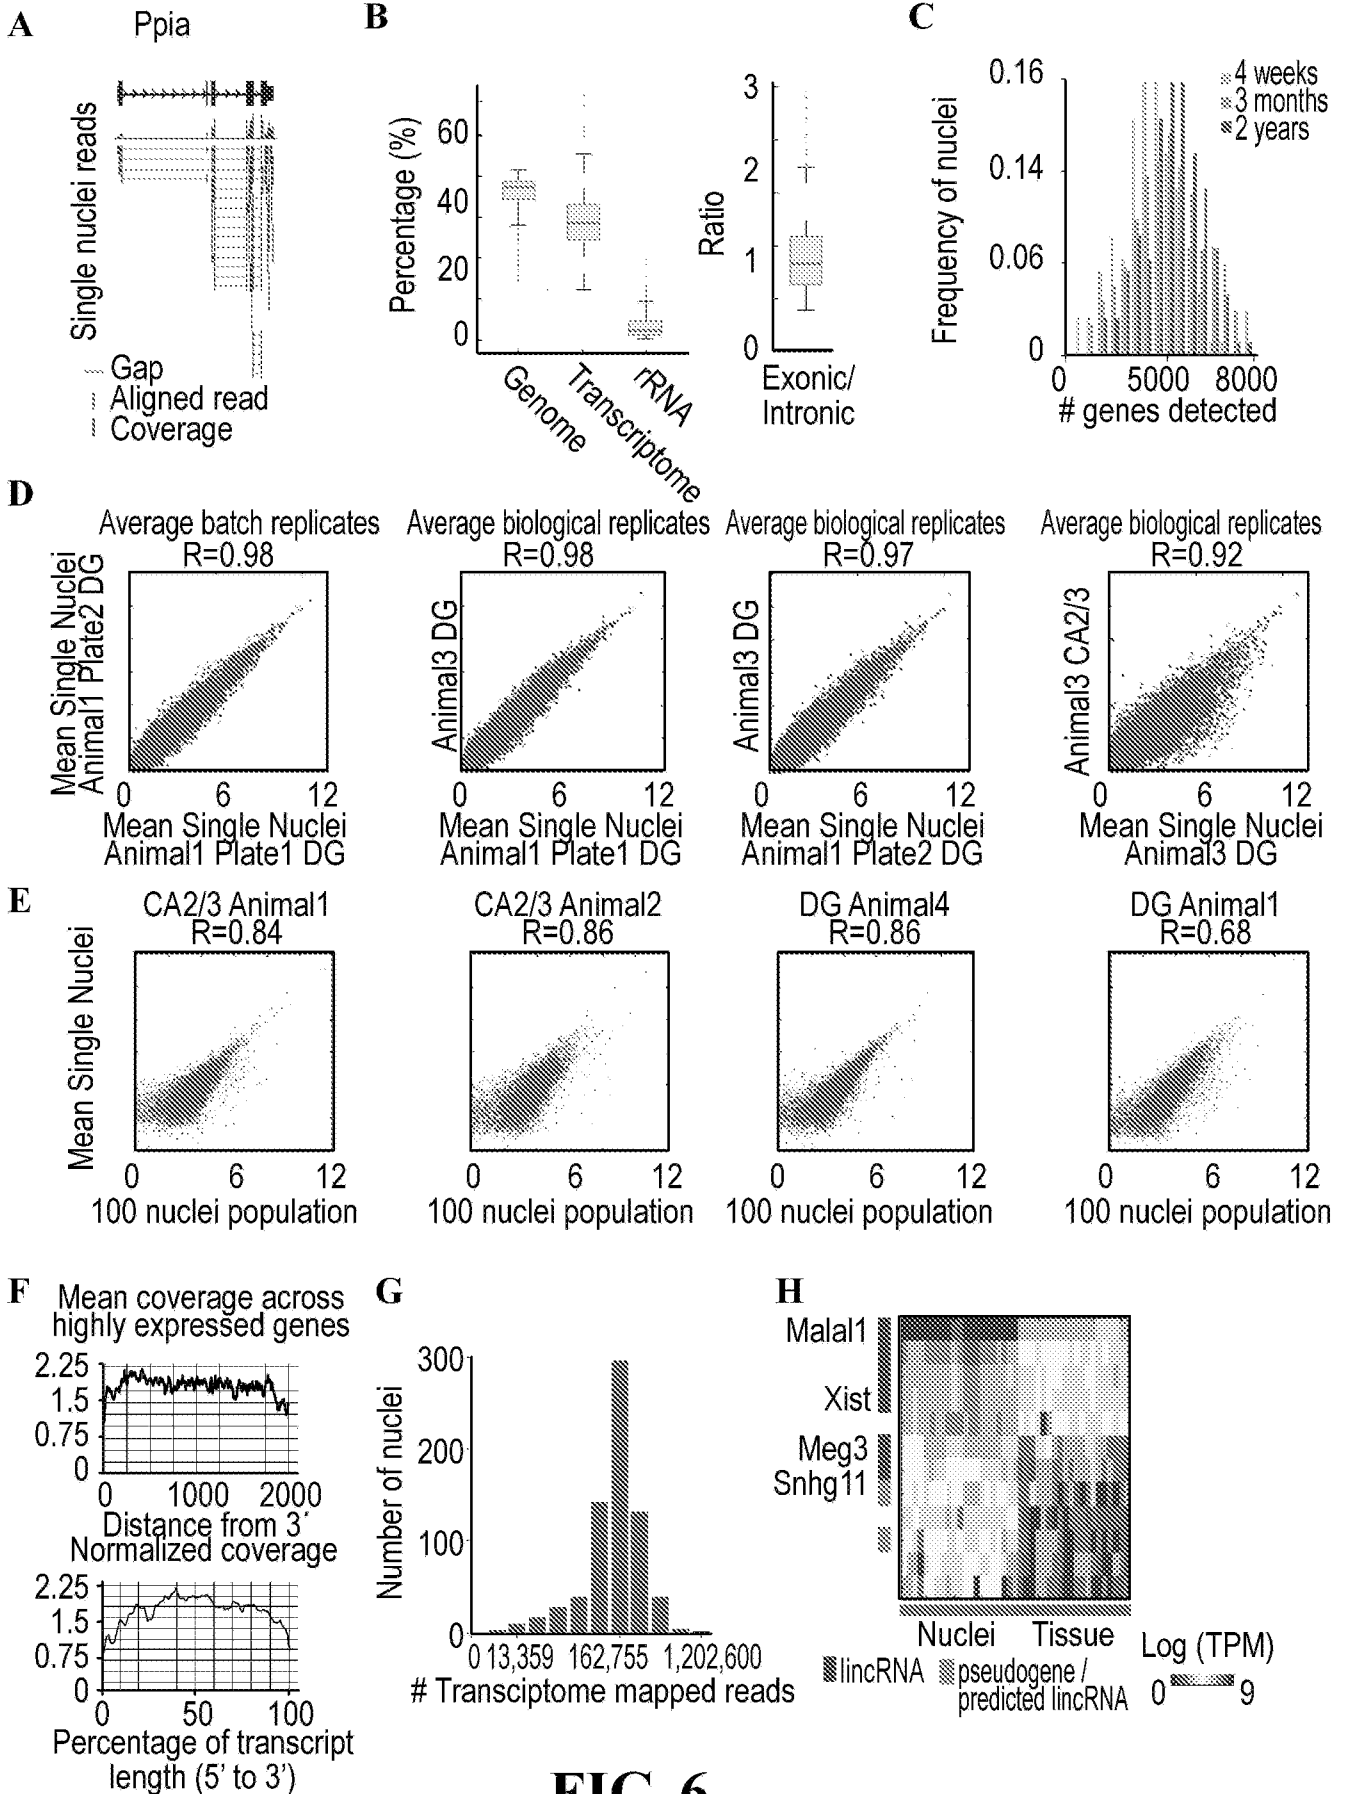 A
Ppia
Single nuclei reads
Gap
Aligned read
Coverage
B
Percentage (%)
60
40
20
0
Genome
Transcriptome
rRNA
Ratio
3
2
1
0
Exonic/
Intronic
C
Frequency of nuclei
0.16
0.14
0.06
0
4 weeks
3 months
2 years
0 5000 8000
# genes detected
D
Average batch replicates
R=0.98
Mean Single Nuclei
Animal1 Plate2 DG
0 6 12
Mean Single Nuclei
Animal1 Plate1 DG
Average biological replicates
R=0.98
Animal3 DG
0 6 12
Mean Single Nuclei
Animal1 Plate1 DG
Average biological replicates
R=0.97
Animal3 DG
0 6 12
Mean Single Nuclei
Animal1 Plate2 DG
Average biological replicates
R=0.92
Animal3 CA2/3
0 6 12
Mean Single Nuclei
Animal3 DG
E
Mean Single Nuclei
CA2/3 Animal1
R=0.84
0 6 12
100 nuclei population
CA2/3 Animal2
R=0.86
0 6 12
100 nuclei population
DG Animal4
R=0.86
0 6 12
100 nuclei population
DG Animal1
R=0.68
0 6 12
100 nuclei population
F
Mean coverage across
highly expressed genes
2.25
1.5
0.75
0
0 1000 2000
Distance from 3'
Normalized coverage
2.25
1.5
0.75
0
0 50 100
Percentage of transcript
length (5' to 3')
G
Number of nuclei
300
200
100
0
0 13,359 162,755 1,202,600
# Transciptome mapped reads
H
Malal1
Xist
Meg3
Snhg11
Nuclei Tissue
lincRNA
pseudogene /
predicted lincRNA
Log (TPM)
0 9
FIG. 6